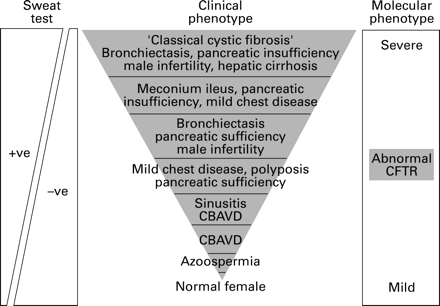 Sweat test
Clinical phenotype
Molecular phenotype
'Classical cystic fibrosis'
Bronchiectasis, pancreatic insufficiency
male infertility, hepatic cirrhosis
Meconium ileus, pancreatic
insufficiency, mild chest disease
Bronchiectasis
pancreatic sufficiency
male infertility
Mild chest disease, polyposis
pancreatic sufficiency
Sinusitis
CBAVD
CBAVD
Azoospermia
Normal female
+ve
–ve
Severe
Abnormal
CFTR
Mild